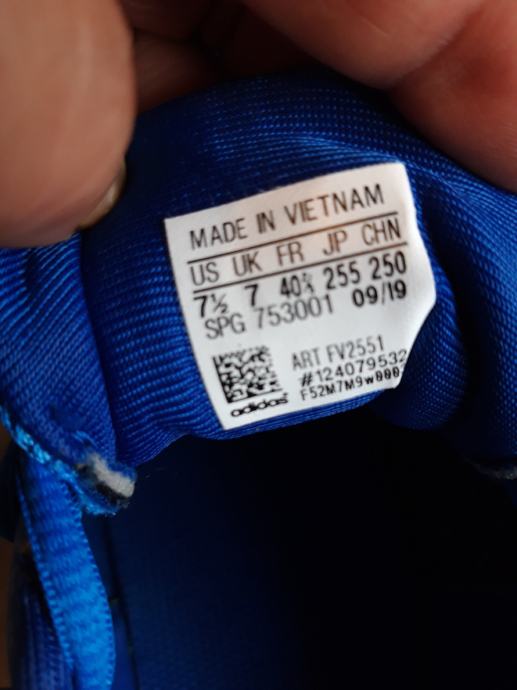 MADE IN VIETNAM
US UK FR JP CHN
7½ 7 40⅔ 255 250
SPG 753001 09/19
ART FV2551
#124079532
adidas